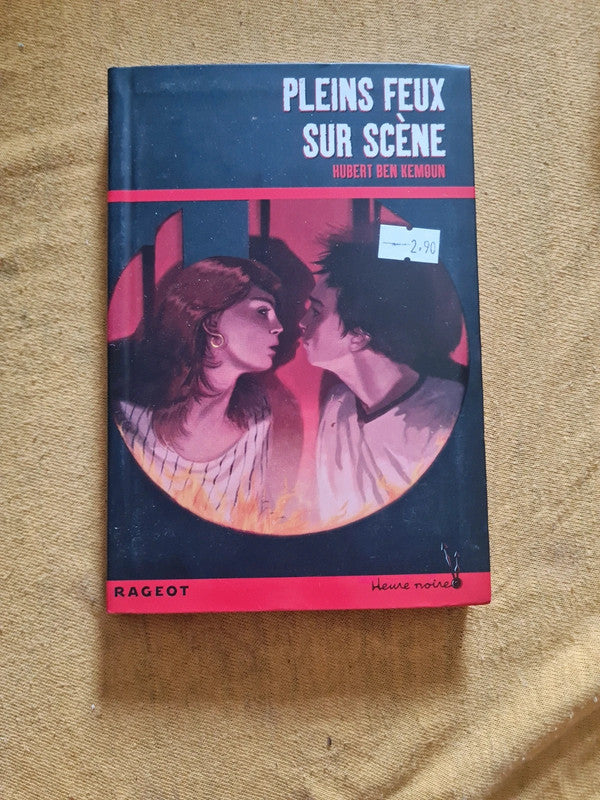 PLEINS FEUX
SUR SCÈNE
HUBERT BEN KEMOUN
2.90
RAGEOT
Heure noire